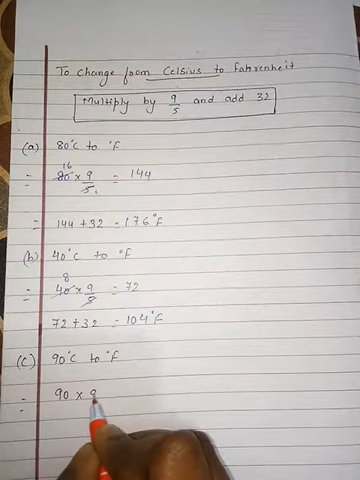 To change from Celsius to Fahrenheit
Multiply by 9/5 and add 32
(a) 80°C to °F
= 80 16 × 9/5 1 = 144
= 144 + 32 = 176°F
(b) 40°C to °F
= 40 8 × 9/5 = 72
72 + 32 = 104°F
(C) 90°C to °F
= 90 × 9